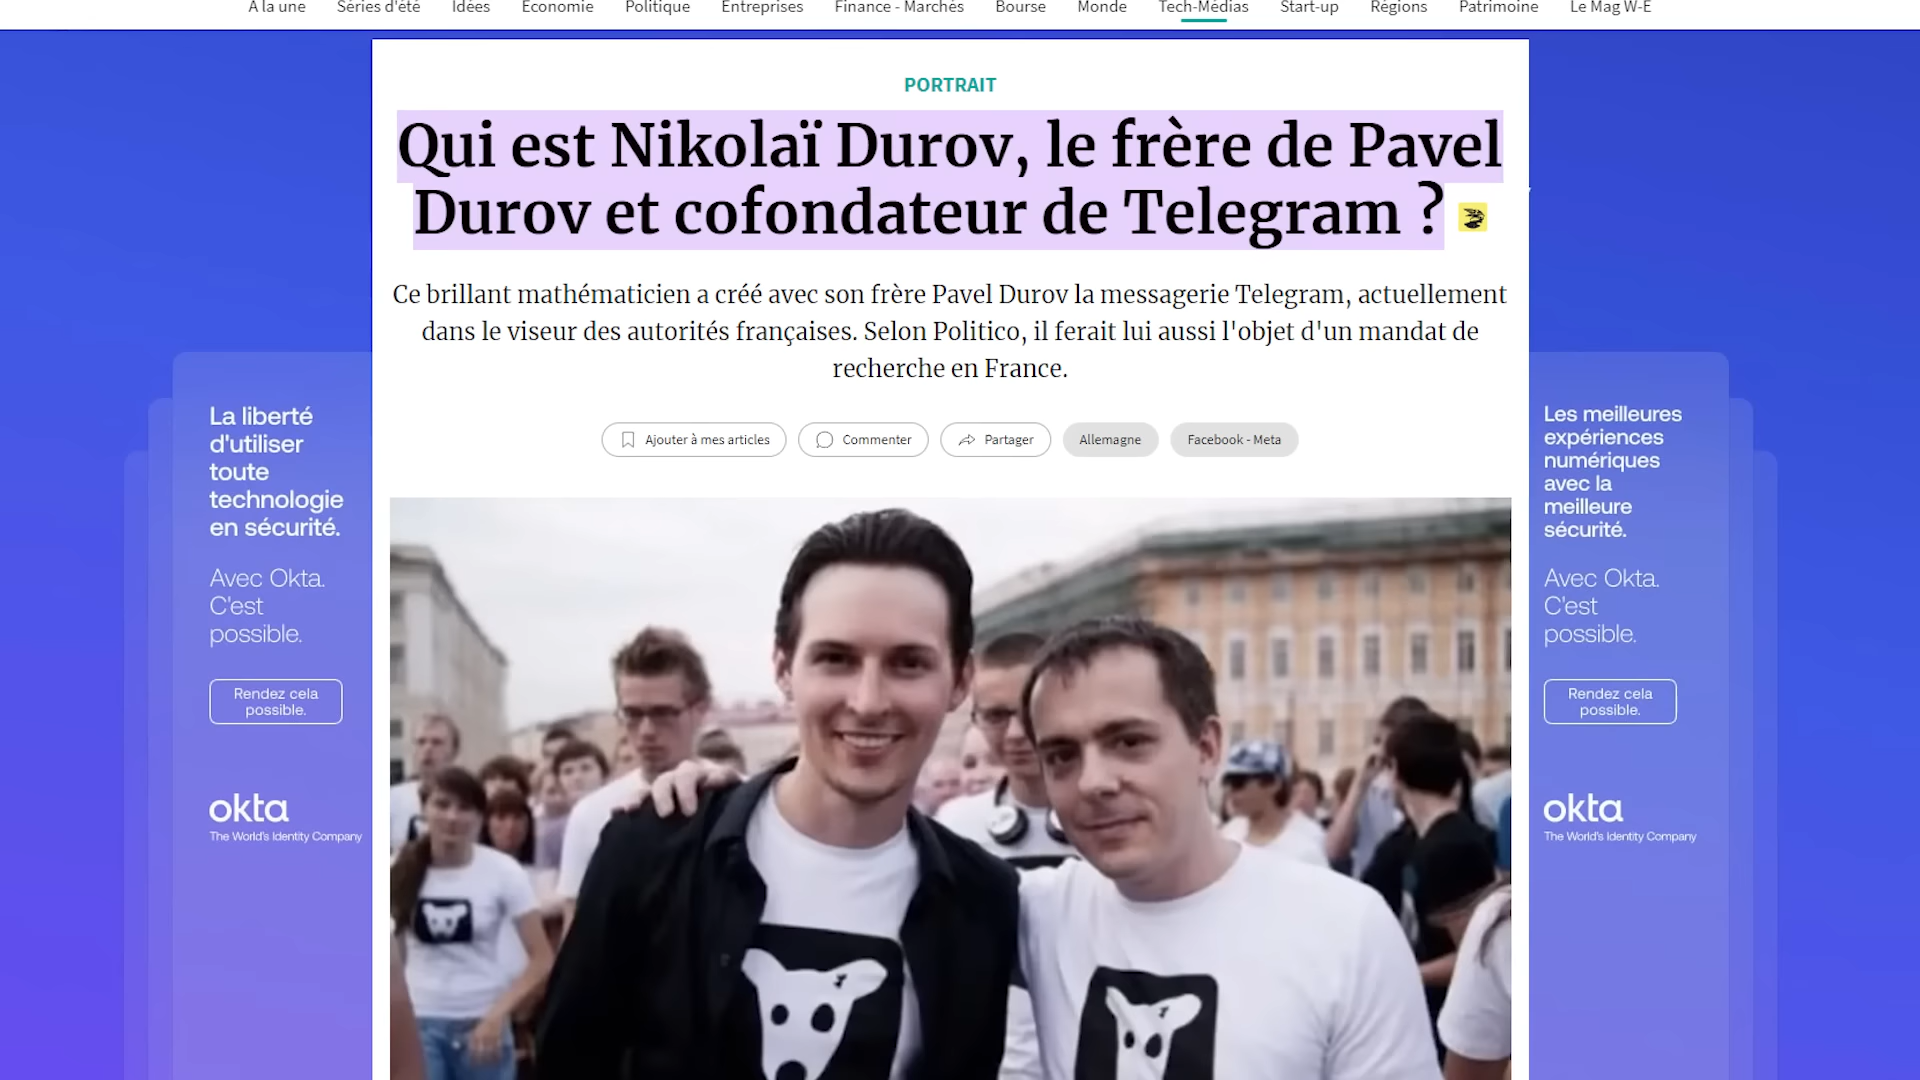 À la une Séries d'été Idées Economie Politique Entreprises Finance - Marchés Bourse Monde Tech-Médias Start-up Régions Patrimoine Le Mag W-E
PORTRAIT
Qui est Nikolaï Durov, le frère de Pavel
Durov et cofondateur de Telegram ?
Ce brillant mathématicien a créé avec son frère Pavel Durov la messagerie Telegram, actuellement
dans le viseur des autorités françaises. Selon Politico, il ferait lui aussi l'objet d'un mandat de
recherche en France.
Ajouter à mes articles Commenter Partager Allemagne Facebook - Meta
La liberté
d'utiliser
toute
technologie
en sécurité.
Avec Okta.
C'est
possible.
Rendez cela
possible.
okta
The World's Identity Company
Les meilleures
expériences
numériques
avec la
meilleure
sécurité.
Avec Okta.
C'est
possible.
Rendez cela
possible.
okta
The World's Identity Company